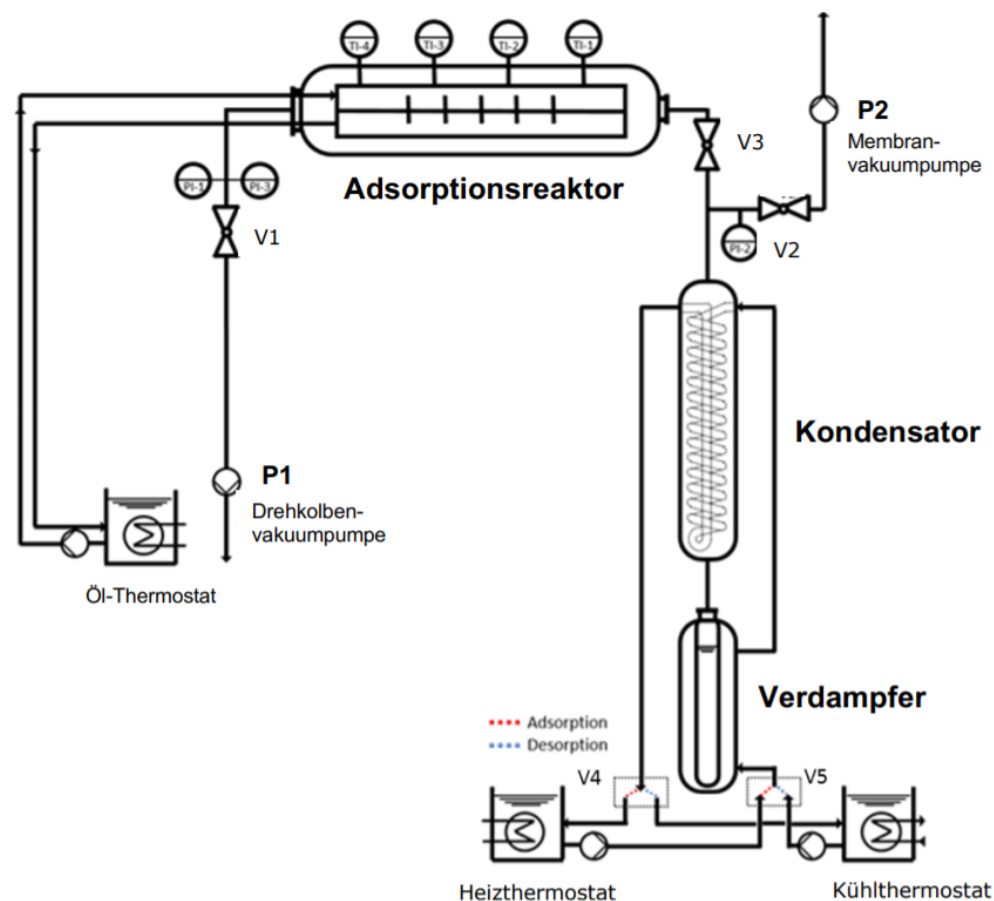 TI-4
TI-3
TI-2
TI-1
P2
Membran-
vakuumpumpe
V3
Adsorptionsreaktor
PI-1
PI-3
V1
PI-2
V2
Kondensator
P1
Drehkolben-
vakuumpumpe
Öl-Thermostat
Verdampfer
Adsorption
Desorption
V4
V5
Heizthermostat
Kühlthermostat